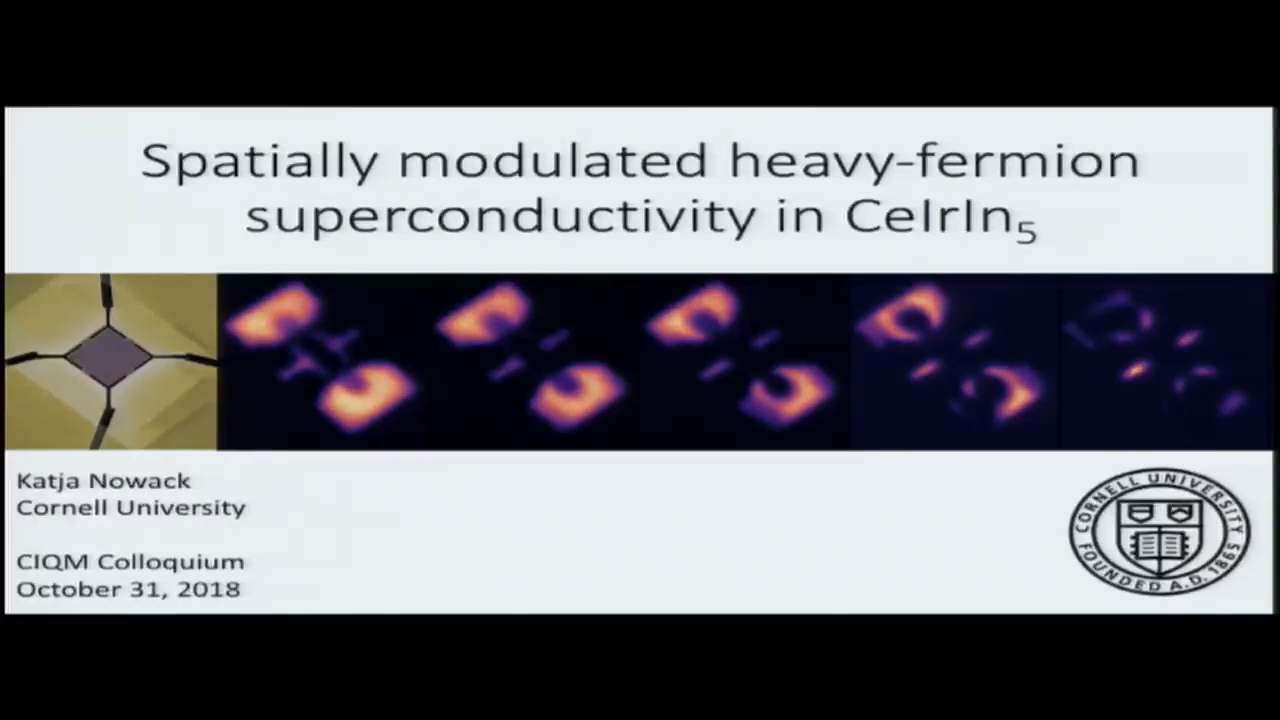 Spatially modulated heavy-fermion
superconductivity in CeIrIn₅
Katja Nowack
Cornell University
CIQM Colloquium
October 31, 2018
CORNELL UNIVERSITY
FOUNDED A.D. 1865